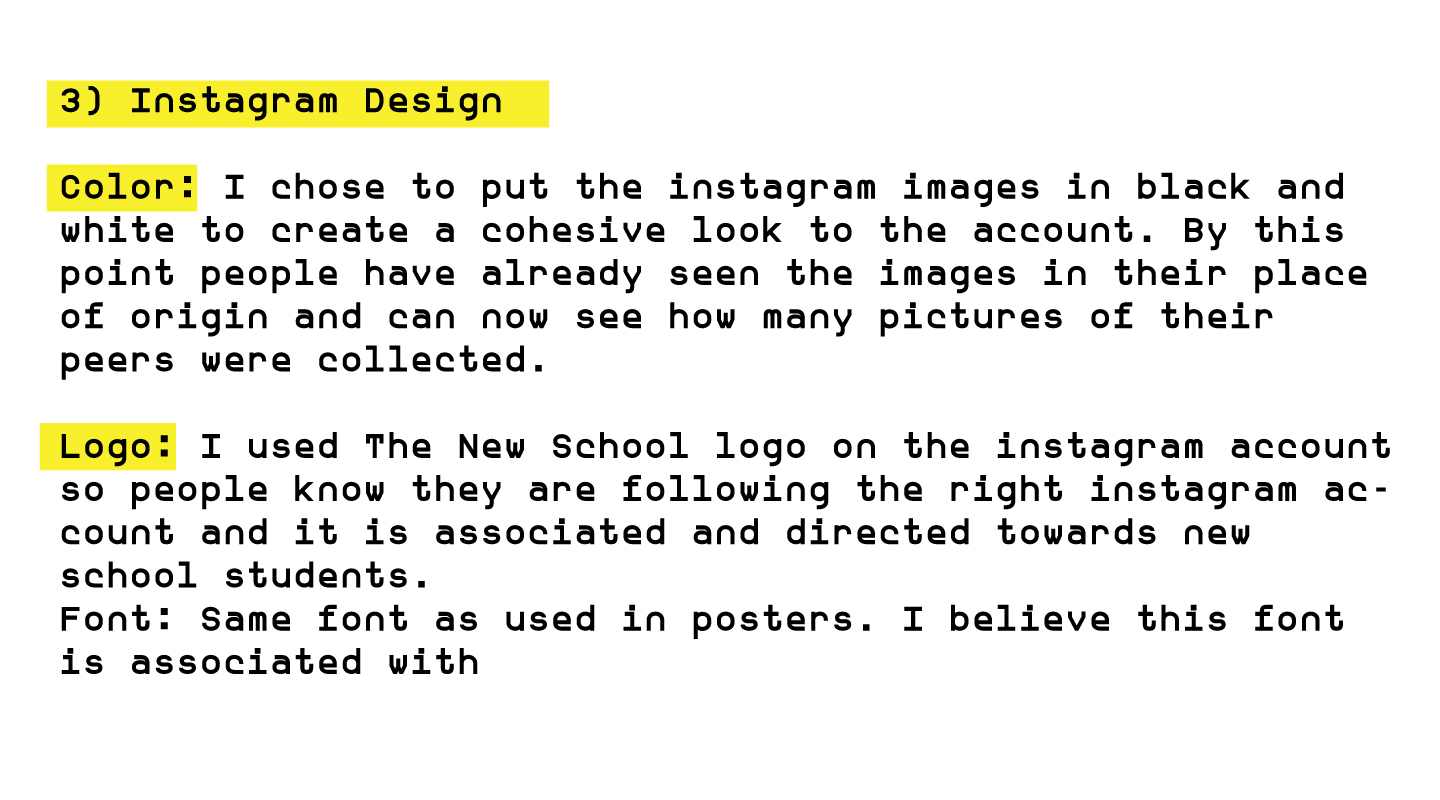 3) Instagram Design
Color: I chose to put the instagram images in black and
white to create a cohesive look to the account. By this
point people have already seen the images in their place
of origin and can now see how many pictures of their
peers were collected.
Logo: I used The New School logo on the instagram account
so people know they are following the right instagram ac-
count and it is associated and directed towards new
school students.
Font: Same font as used in posters. I believe this font
is associated with